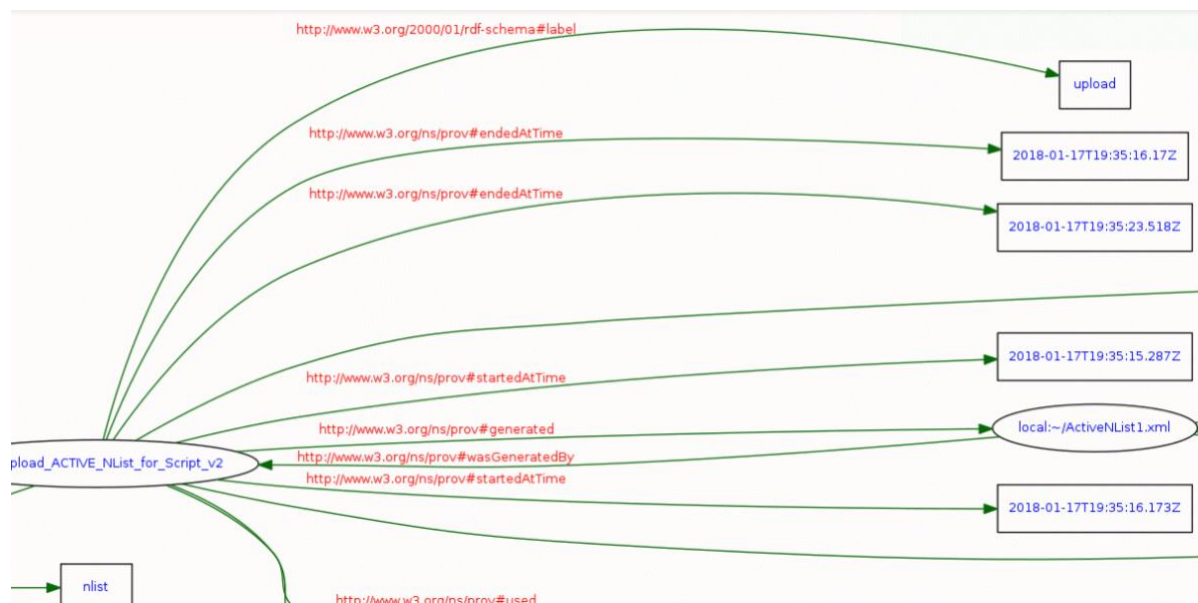 http://www.w3.org/2000/01/rdf-schema#label
upload
http://www.w3.org/ns/prov#endedAtTime
2018-01-17T19:35:16.17Z
http://www.w3.org/ns/prov#endedAtTime
2018-01-17T19:35:23.518Z
2018-01-17T19:35:15.287Z
http://www.w3.org/ns/prov#startedAtTime
http://www.w3.org/ns/prov#generated
local:~/ActiveNList1.xml
http://www.w3.org/ns/prov#wasGeneratedBy
pload_ACTIVE_NList_for_Script_v2
http://www.w3.org/ns/prov#startedAtTime
2018-01-17T19:35:16.173Z
nlist
http://www.w3.org/ns/prov#used